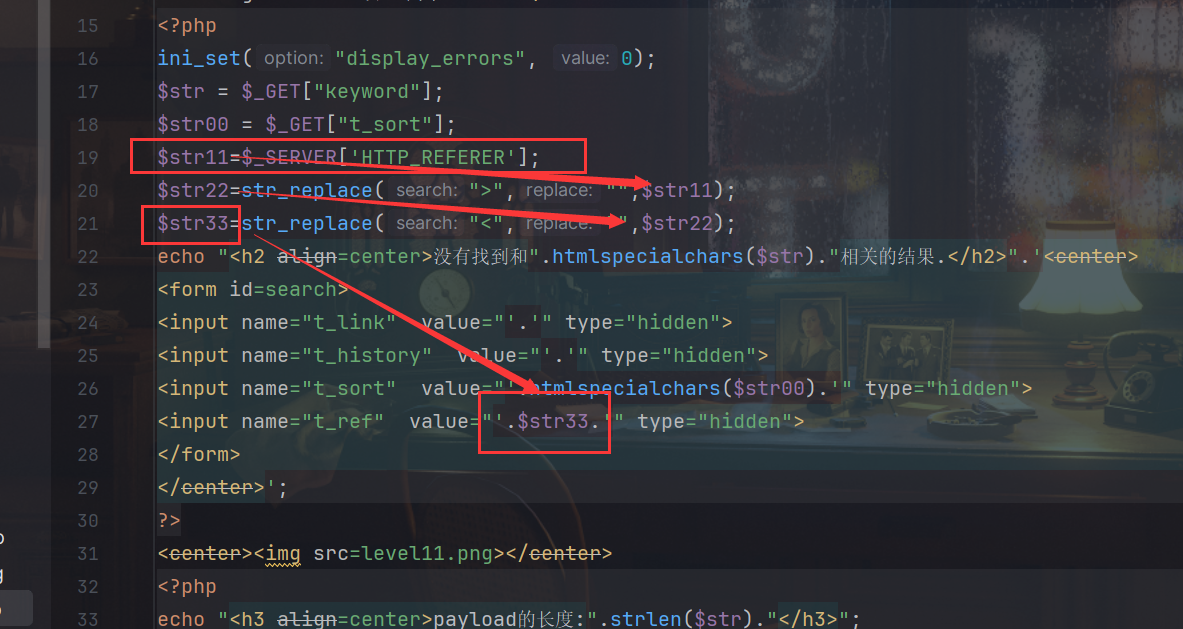 15 <?php
16 ini_set( option: "display_errors", value: 0);
17 $str = $_GET["keyword"];
18 $str00 = $_GET["t_sort"];
19 $str11=$_SERVER['HTTP_REFERER'];
20 $str22=str_replace( search: ">", replace: "",$str11);
21 $str33=str_replace( search: "<", replace: "",$str22);
22 echo "<h2 align=center>没有找到和".htmlspecialchars($str)."相关的结果.</h2>".'<center>
23 <form id=search>
24 <input name="t_link" value="'.'" type="hidden">
25 <input name="t_history" value="'.'" type="hidden">
26 <input name="t_sort" value="'.htmlspecialchars($str00).'" type="hidden">
27 <input name="t_ref" value="'.$str33.'" type="hidden">
28 </form>
29 </center>';
30 ?>
31 <center><img src=level11.png></center>
32 <?php
33 echo "<h3 align=center>payload的长度:".strlen($str)."</h3>";